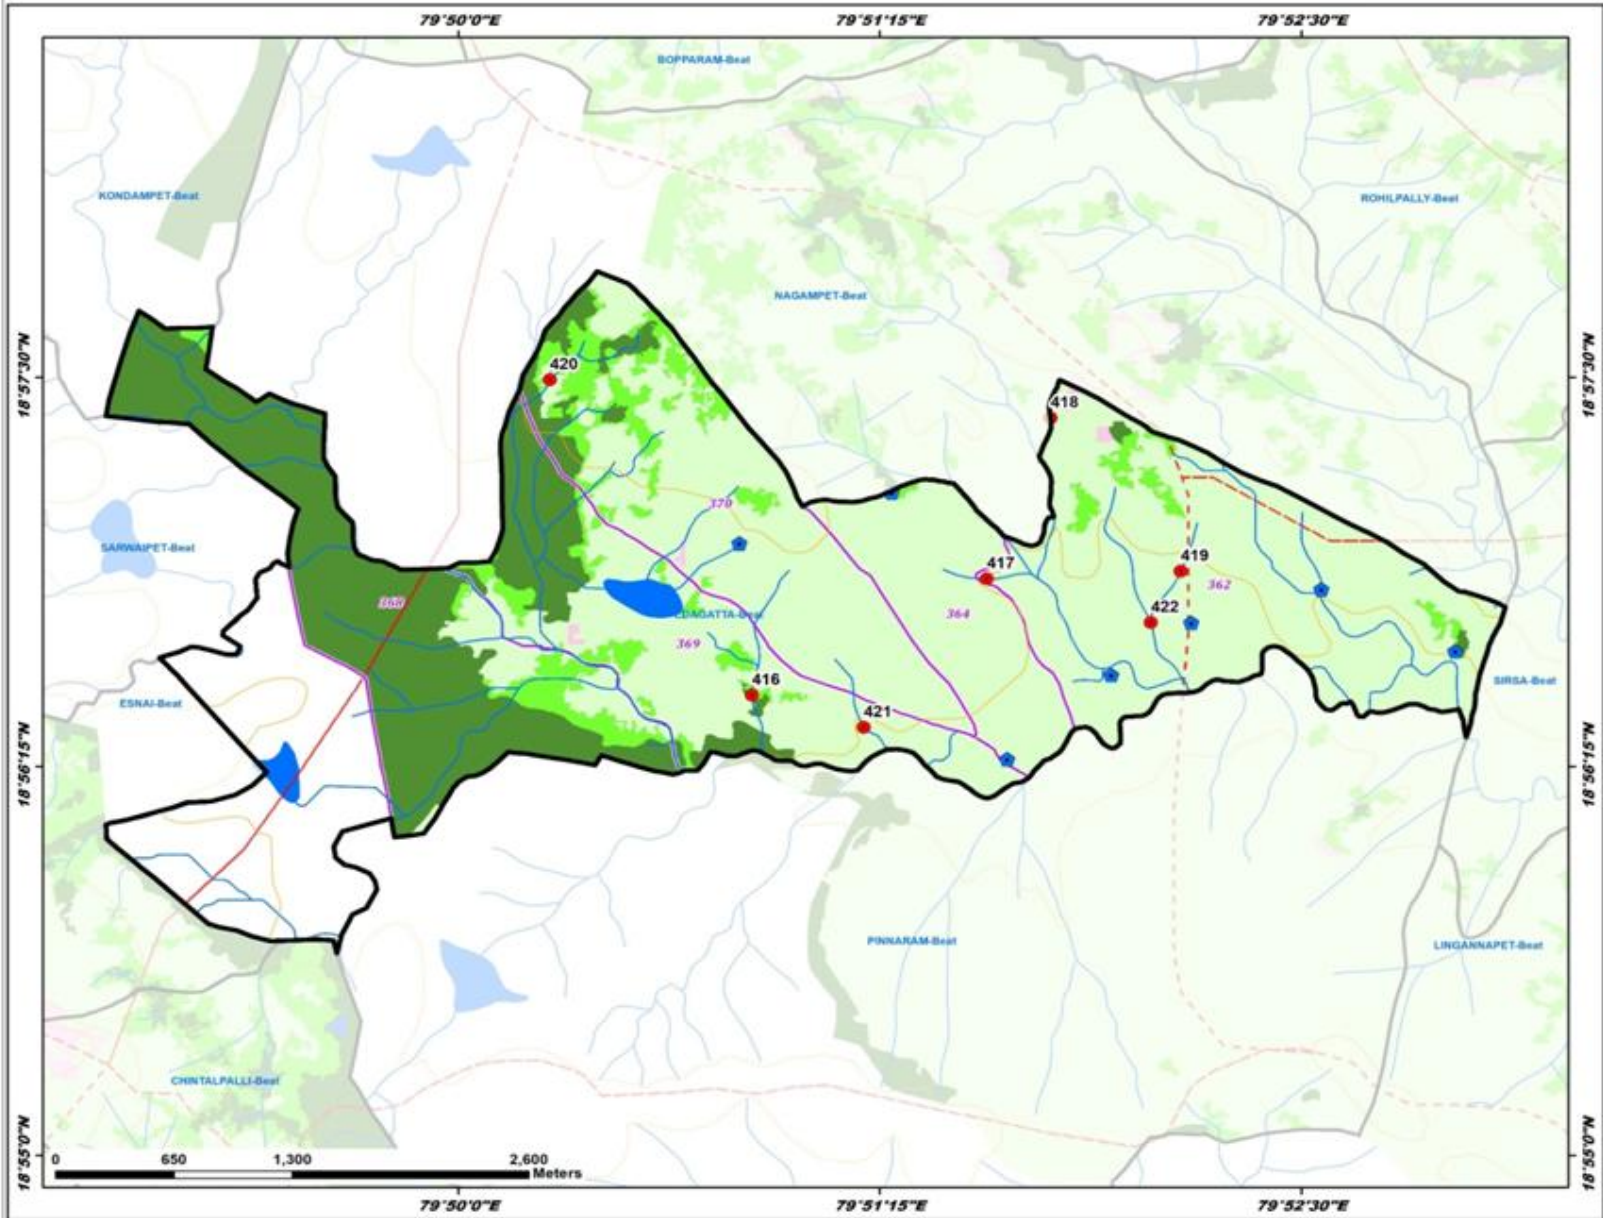 79°50'0"E
79°51'15"E
79°52'30"E
BOPPARAM-Beat
KONDAMPET-Beat
ROHILPALLY-Beat
NAGAMPET-Beat
18°57'30"N
18°57'30"N
420
418
370
SARWAIPET-Beat
417
419
362
368
364
422
EDAGATTA-Beat
369
416
SIRSA-Beat
ESNAI-Beat
421
18°56'15"N
18°56'15"N
PINNARAM-Beat
LINGANNAPET-Beat
CHINTALPALLI-Beat
18°55'0"N
18°55'0"N
0 650 1,300 2,600
Meters
79°50'0"E
79°51'15"E
79°52'30"E